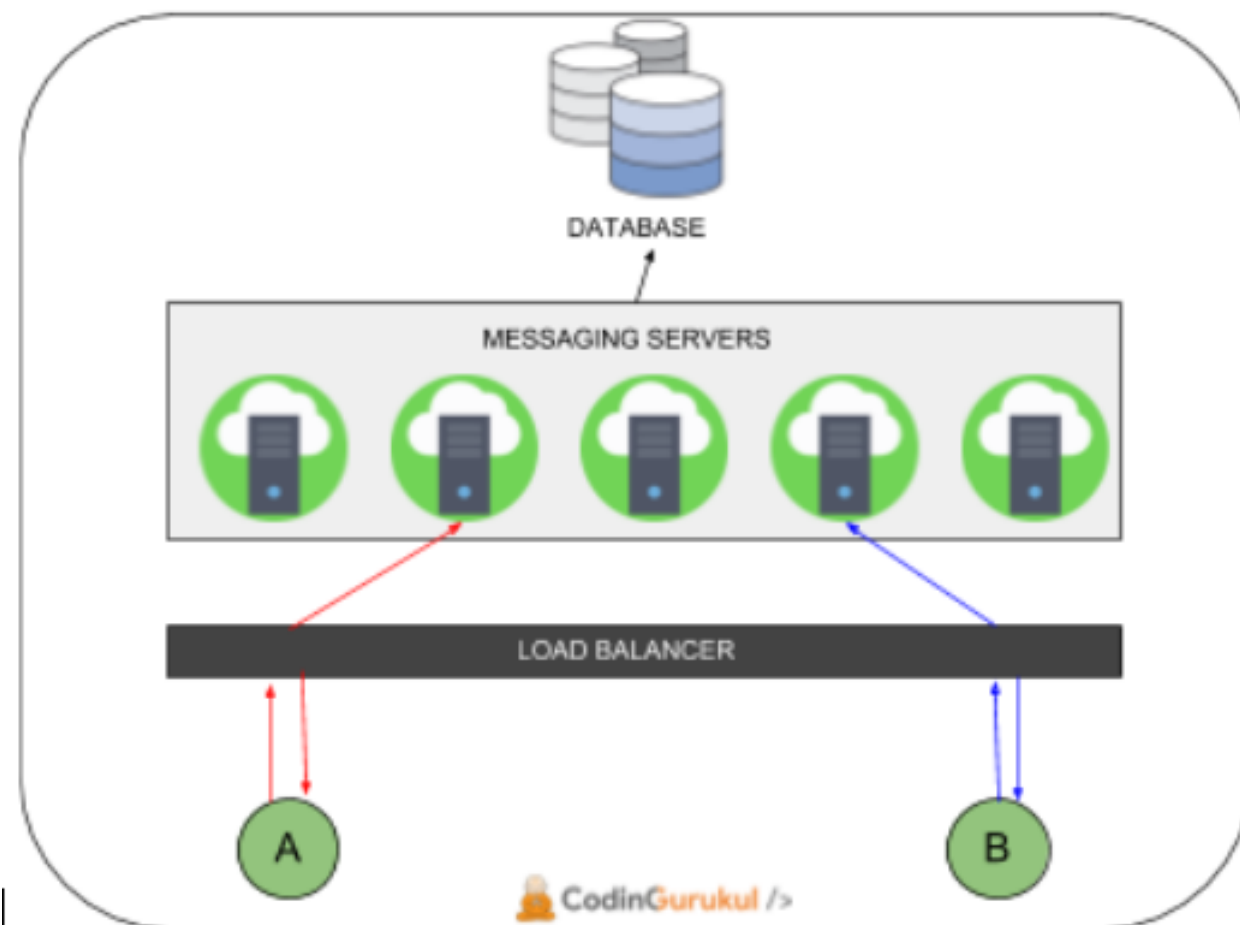 DATABASE
MESSAGING SERVERS
LOAD BALANCER
A
B
CodinGurukul />